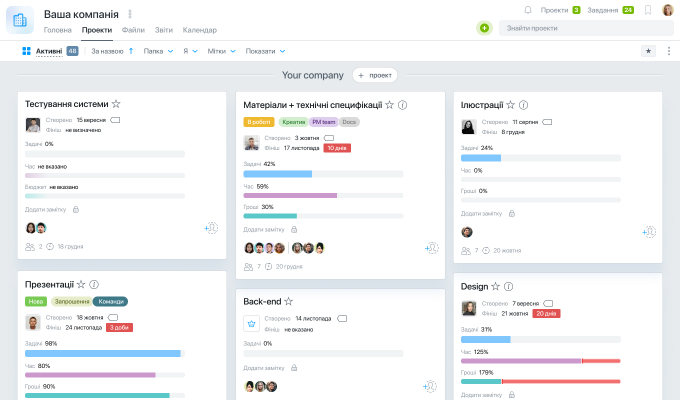 Ваша компанія
Головна Проекти Файли Звіти Календар
Проекти 3 Завдання 24
Знайти проекти
Активні 48 За назвою Папка Я Мітки Показати
Your company + проект
Тестування системи
Створено 15 вересня
Фініш не визначено
Задачі 0%
Час не вказано
Бюджет не вказано
Додати замітку
2 18 грудня
Презентації
Нова Запрошення Команди
Створено 18 жовтня
Фініш 24 листопада 3 доби
Задачі 98%
Час 80%
Гроші 90%
Матеріали + технічні специфікації
В роботі Креатив PM team Docs
Створено 3 жовтня
Фініш 17 листопада 10 днів
Задачі 42%
Час 59%
Гроші 30%
Додати замітку
7 20 грудня
Back-end
Створено 14 листопада
Фініш не вказано
Задачі 0%
Додати замітку
Ілюстрації
Створено 11 серпня
Фініш 8 грудня
Задачі 24%
Час 0%
Гроші 0%
Додати замітку
7 20 жовтня
Design
Створено 7 вересня
Фініш 21 жовтня 20 днів
Задачі 31%
Час 125%
Гроші 179%
Додати замітку